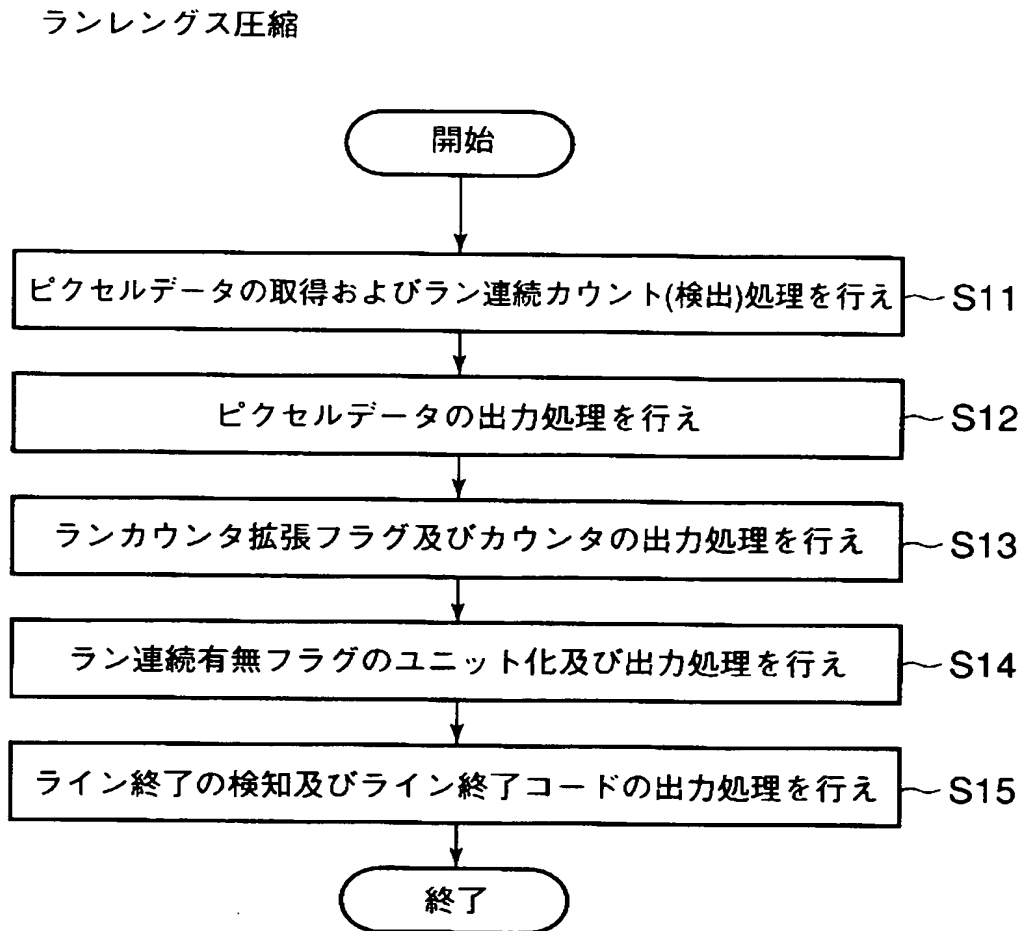 ランレングス圧縮
開始
ピクセルデータの取得およびラン連続カウント(検出)処理を行え S11
ピクセルデータの出力処理を行え S12
ランカウンタ拡張フラグ及びカウンタの出力処理を行え S13
ラン連続有無フラグのユニット化及び出力処理を行え S14
ライン終了の検知及びライン終了コードの出力処理を行え S15
終了